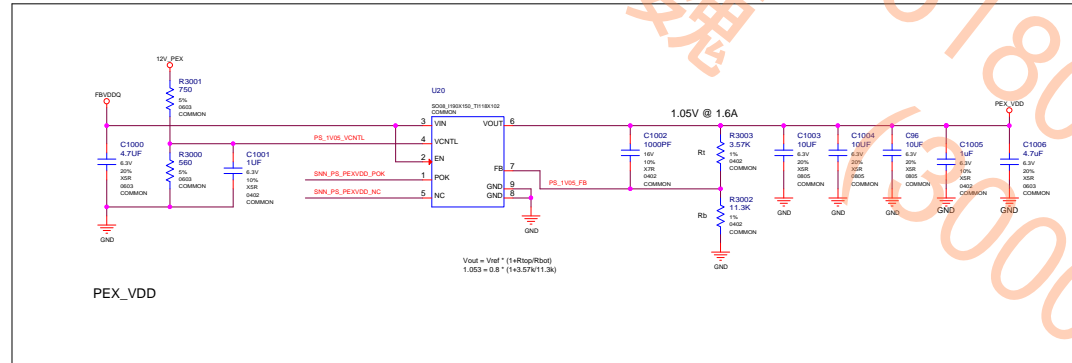 12V_PEX
FBVDDQ
R3001
750
5%
0603
COMMON
U20
SO08_I190X150_TI118X102
COMMON
3 VIN
VOUT 6
4 VCNTL
2 EN
FB 7
1 POK
GND 9
5 NC
GND 8
PS_1V05_VCNTL
SNN_PS_PEXVDD_POK
SNN_PS_PEXVDD_NC
C1000
4.7UF
6.3V
20%
X5R
0603
COMMON
GND
R3000
560
5%
0603
COMMON
C1001
1UF
6.3V
10%
X5R
0402
COMMON
1.05V @ 1.6A
PEX_VDD
C1002
1000PF
16V
10%
X7R
0402
COMMON
PS_1V05_FB
Rt
R3003
3.57K
1%
0402
COMMON
Rb
R3002
11.3K
1%
0402
COMMON
GND
GND
C1003
10UF
6.3V
20%
X5R
0805
COMMON
GND
C1004
10UF
6.3V
20%
X5R
0805
COMMON
GND
C96
10UF
6.3V
20%
X5R
0805
COMMON
GND
C1005
1uF
6.3V
10%
X5R
0402
COMMON
GND
C1006
4.7uF
6.3V
20%
X5R
0603
COMMON
GND
Vout = Vref * (1+Rtop/Rbot)
1.053 = 0.8 * (1+3.57k/11.3k)
PEX_VDD
5180
(3000